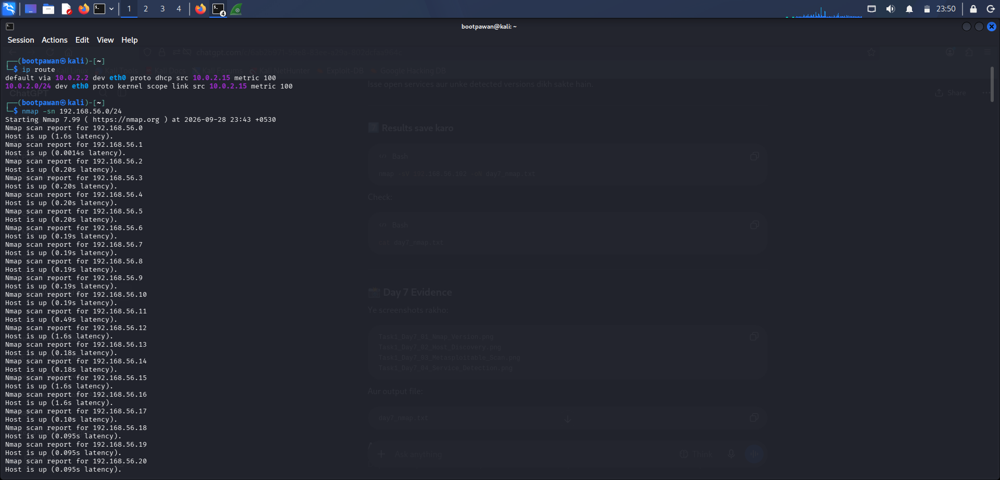 1 2 3 4
4
23:50
bootpawan@kali: ~
Session Actions Edit View Help
┌──(bootpawan㉿kali)-[~]
└─$ ip route
default via 10.0.2.2 dev eth0 proto dhcp src 10.0.2.15 metric 100
10.0.2.0/24 dev eth0 proto kernel scope link src 10.0.2.15 metric 100
┌──(bootpawan㉿kali)-[~]
└─$ nmap -sn 192.168.56.0/24
Starting Nmap 7.99 ( https://nmap.org ) at 2026-09-28 23:43 +0530
Nmap scan report for 192.168.56.0
Host is up (1.6s latency).
Nmap scan report for 192.168.56.1
Host is up (0.0014s latency).
Nmap scan report for 192.168.56.2
Host is up (0.20s latency).
Nmap scan report for 192.168.56.3
Host is up (0.20s latency).
Nmap scan report for 192.168.56.4
Host is up (0.20s latency).
Nmap scan report for 192.168.56.5
Host is up (0.20s latency).
Nmap scan report for 192.168.56.6
Host is up (0.19s latency).
Nmap scan report for 192.168.56.7
Host is up (0.19s latency).
Nmap scan report for 192.168.56.8
Host is up (0.19s latency).
Nmap scan report for 192.168.56.9
Host is up (0.19s latency).
Nmap scan report for 192.168.56.10
Host is up (0.19s latency).
Nmap scan report for 192.168.56.11
Host is up (0.49s latency).
Nmap scan report for 192.168.56.12
Host is up (1.6s latency).
Nmap scan report for 192.168.56.13
Host is up (0.18s latency).
Nmap scan report for 192.168.56.14
Host is up (0.18s latency).
Nmap scan report for 192.168.56.15
Host is up (1.6s latency).
Nmap scan report for 192.168.56.16
Host is up (1.6s latency).
Nmap scan report for 192.168.56.17
Host is up (0.10s latency).
Nmap scan report for 192.168.56.18
Host is up (0.095s latency).
Nmap scan report for 192.168.56.19
Host is up (0.095s latency).
Nmap scan report for 192.168.56.20
Host is up (0.095s latency).
chatgpt.com
Kali Tools Kali Docs Kali Forums Kali NetHunter Exploit-DB Google Hacking DB
ChatGPT
Share
Isse open services aur unke detected versions dikh sakte hain.
Results save karo
Bash
nmap -sV 192.168.56.102 -oN day7_nmap.txt
Check:
Bash
cat day7_nmap.txt
Day 7 Evidence
Ye screenshots rakho:
Task1_Day7_01_Nmap_Version.png
Task1_Day7_02_Host_Discovery.png
Task1_Day7_03_Metasploitable_Scan.png
Task1_Day7_04_Service_Detection.png
Aur output file:
day7_nmap.txt
Ask anything
Think